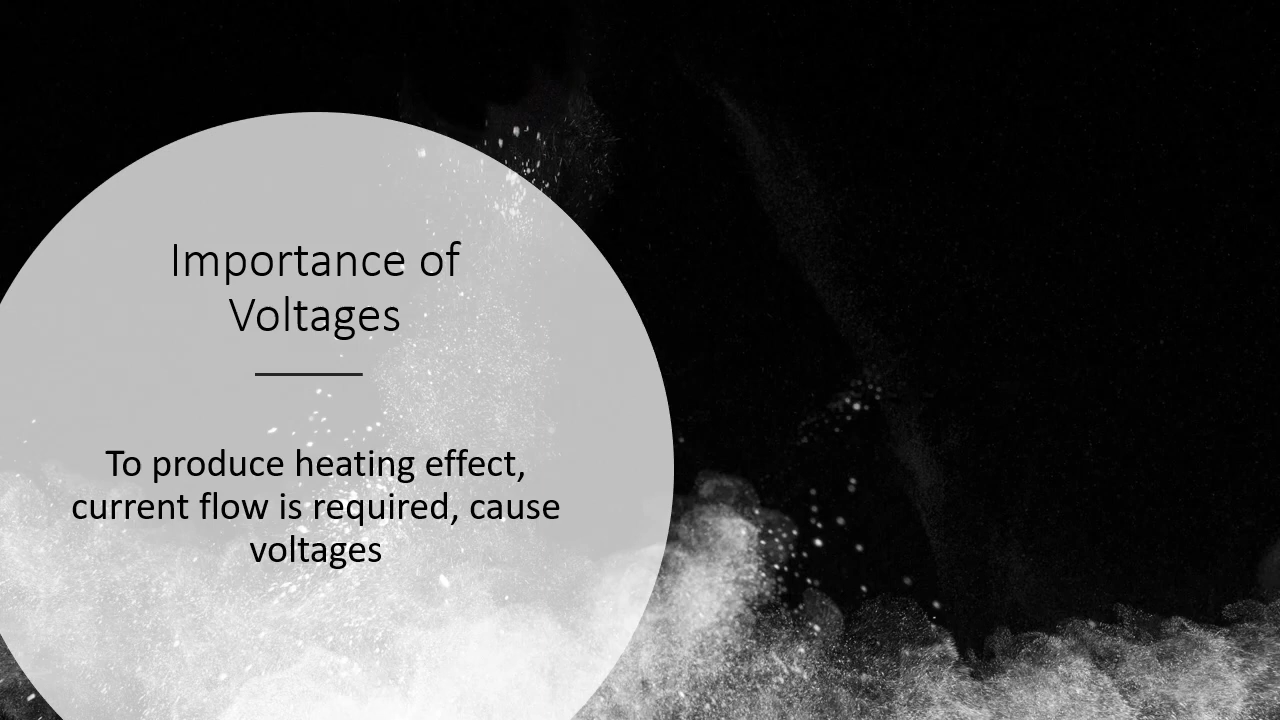 Importance of
Voltages
To produce heating effect,
current flow is required, cause
voltages